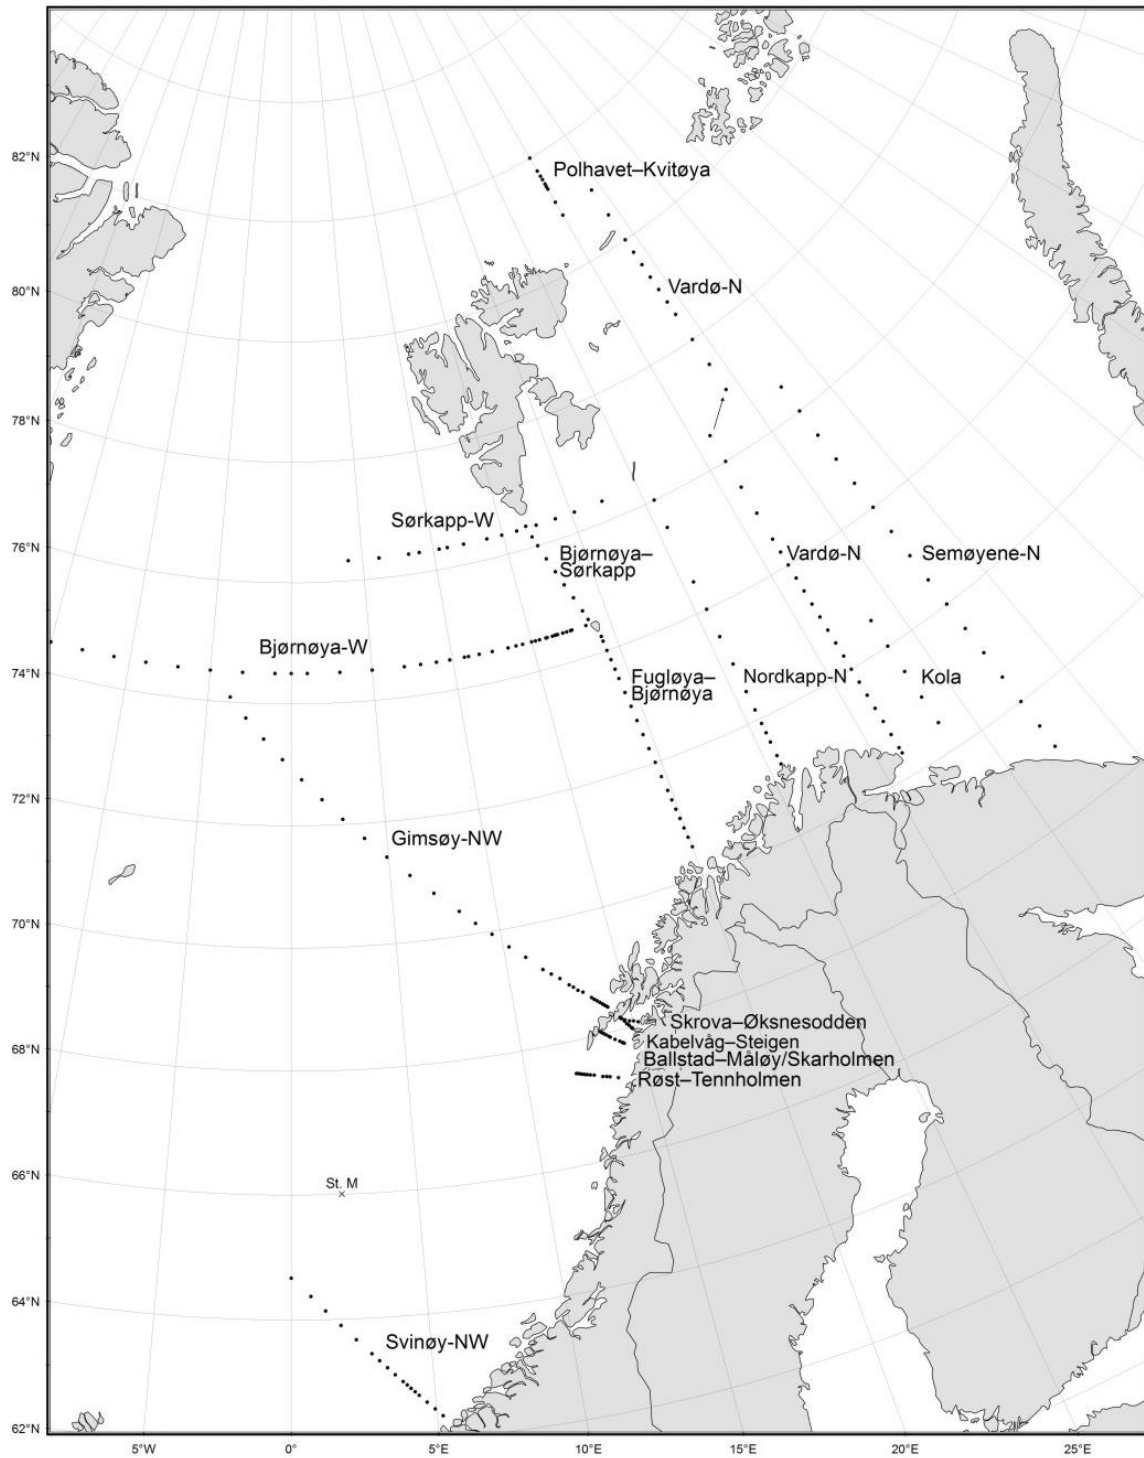 82°N
Polhavet–Kvitøya
80°N
Vardø-N
78°N
Sørkapp-W
76°N
Bjørnøya–
Sørkapp
Vardø-N
Semøyene-N
Bjørnøya-W
74°N
Fugløya–
Bjørnøya
Nordkapp-N
Kola
72°N
Gimsøy-NW
70°N
Skrova–Øksnesodden
Kabelvåg–Steigen
68°N
Ballstad–Måløy/Skarholmen
Røst–Tennholmen
66°N
St. M
64°N
Svinøy-NW
62°N
5°W
0°
5°E
10°E
15°E
20°E
25°E